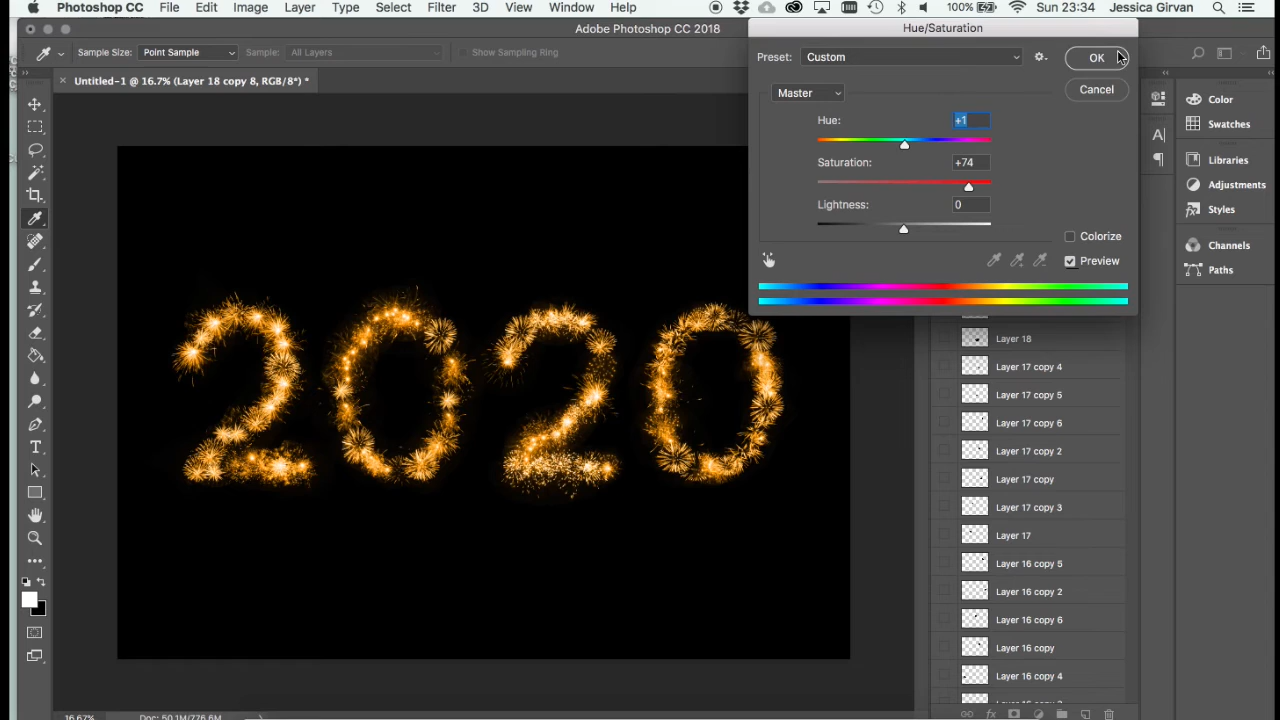 Photoshop CC File Edit Image Layer Type Select Filter 3D View Window Help 100% Sun 23:34 Jessica Girvan
Adobe Photoshop CC 2018
Hue/Saturation
Sample Size: Point Sample Sample: All Layers Show Sampling Ring
Preset: Custom OK
Untitled-1 @ 16.7% (Layer 18 copy 8, RGB/8*) *
Master Cancel
Hue: +1
Saturation: +74
Lightness: 0
Colorize
Preview
Color
Swatches
Libraries
Adjustments
Styles
Channels
Paths
2020
Layer 18
Layer 17 copy 4
Layer 17 copy 5
Layer 17 copy 6
Layer 17 copy 2
Layer 17 copy
Layer 17 copy 3
Layer 17
Layer 16 copy 5
Layer 16 copy 2
Layer 16 copy 6
Layer 16 copy
Layer 16 copy 4
16.67% Doc: 50.1M/776.6M